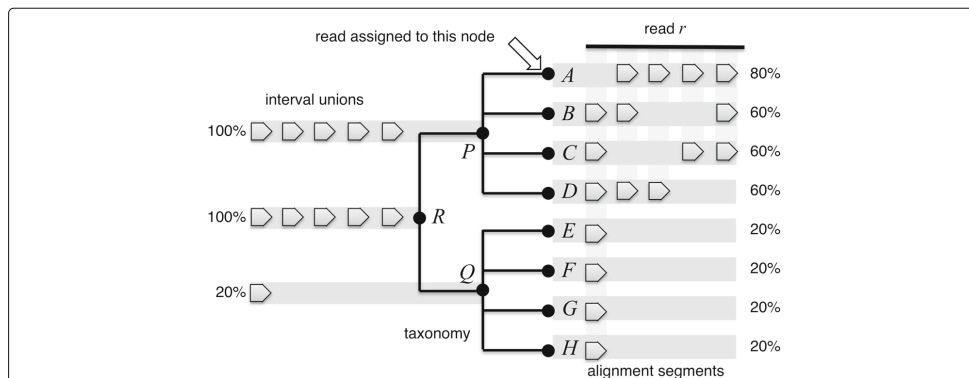 read r
read assigned to this node
A 80%
interval unions
B 60%
100%
P
C 60%
D 60%
100%
R
E 20%
Q
F 20%
20%
G 20%
taxonomy
H 20%
alignment segments